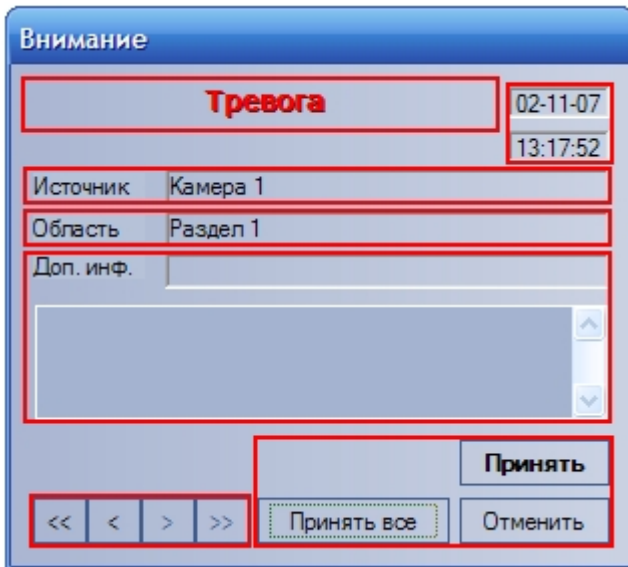 Внимание
Тревога
02-11-07
13:17:52
Источник Камера 1
Область Раздел 1
Доп. инф.
Принять
<< < > >> Принять все Отменить